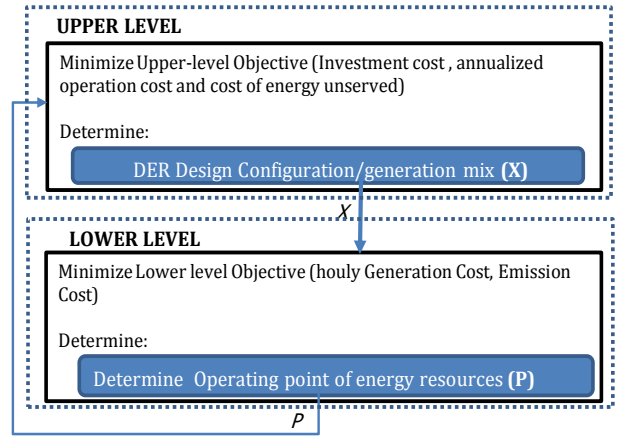 UPPER LEVEL
Minimize Upper-level Objective (Investment cost , annualized
operation cost and cost of energy unserved)
Determine:
DER Design Configuration/generation mix (X)
X
LOWER LEVEL
Minimize Lower level Objective (houly Generation Cost, Emission
Cost)
Determine:
Determine Operating point of energy resources (P)
P